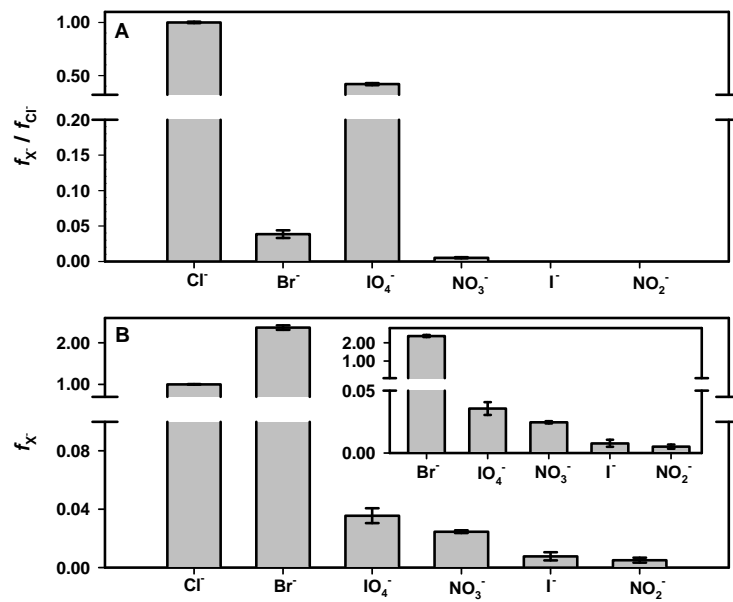 A
1.00
0.50
0.20
0.15
0.10
0.05
0.00
fX⁻ / fCl⁻
Cl⁻ Br⁻ IO₄⁻ NO₃⁻ I⁻ NO₂⁻
B
2.00
1.00
0.08
0.04
0.00
fX⁻
2.00
1.00
0.05
0.00
Br⁻ IO₄⁻ NO₃⁻ I⁻ NO₂⁻
Cl⁻ Br⁻ IO₄⁻ NO₃⁻ I⁻ NO₂⁻